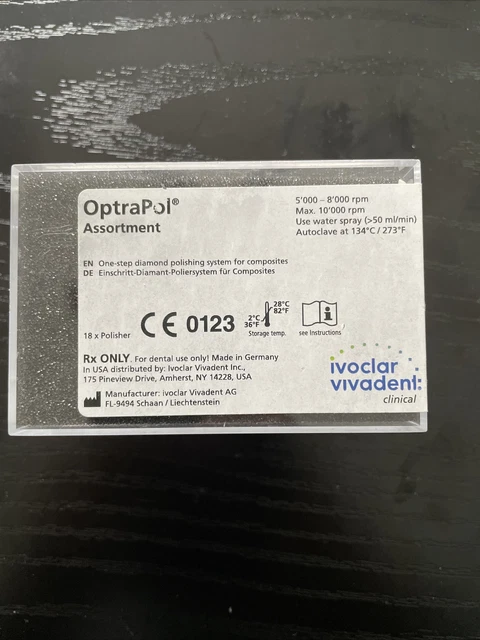 OptraPol®
Assortment
5'000 – 8'000 rpm
Max. 10'000 rpm
Use water spray (>50 ml/min)
Autoclave at 134°C / 273°F
EN One-step diamond polishing system for composites
DE Einschritt-Diamant-Poliersystem für Composites
18 x Polisher
CE 0123
28°C
82°F
2°C
36°F
Storage temp.
see Instructions
Rx ONLY. For dental use only! Made in Germany
In USA distributed by: Ivoclar Vivadent Inc.,
175 Pineview Drive, Amherst, NY 14228, USA
Manufacturer: Ivoclar Vivadent AG
FL-9494 Schaan / Liechtenstein
ivoclar
vivadent:
clinical